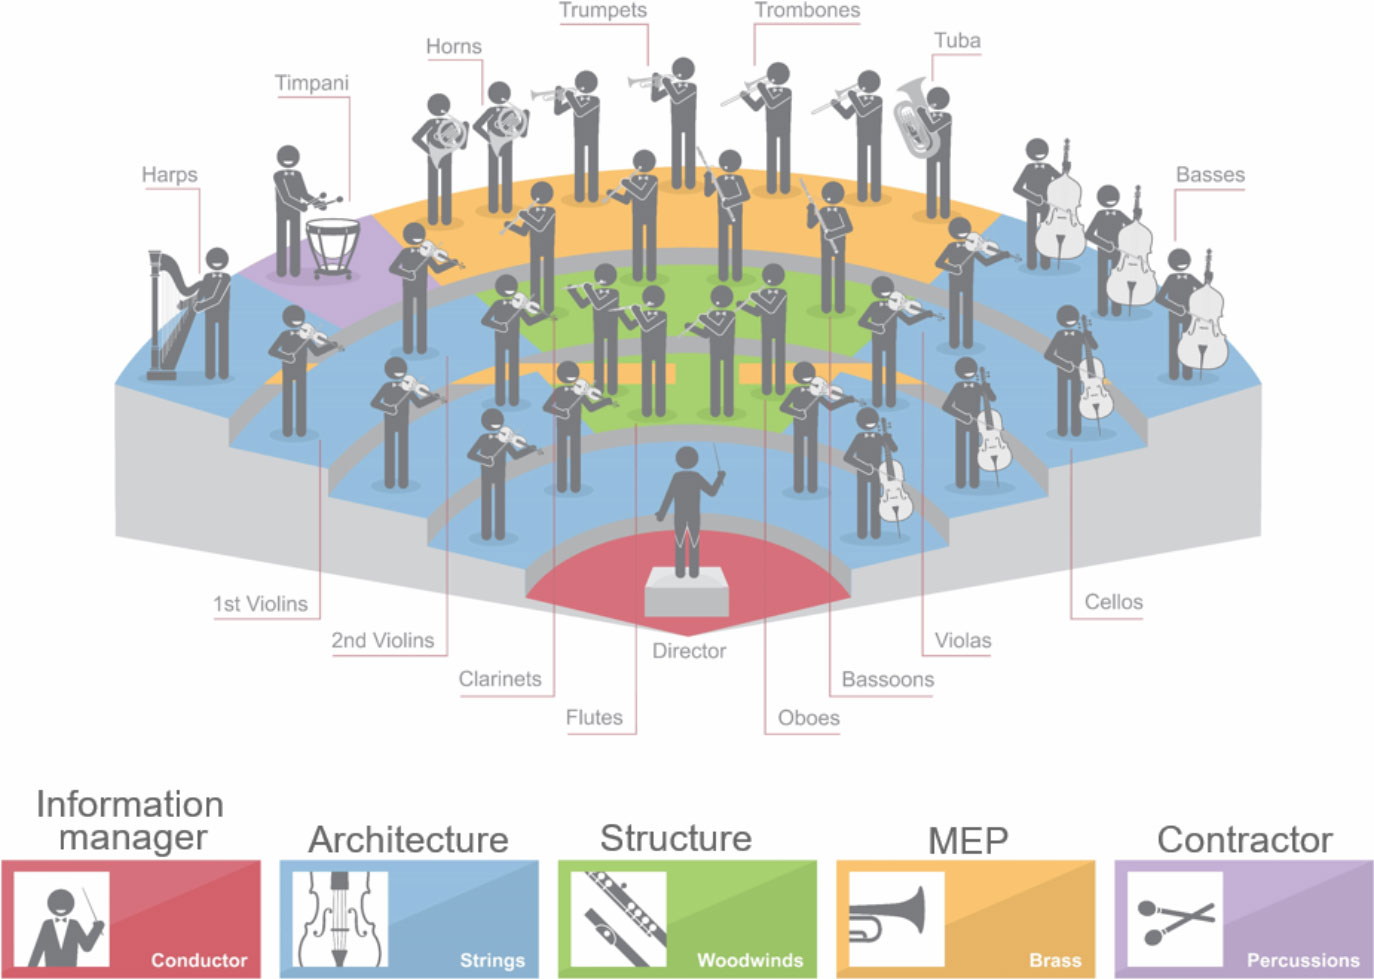 Trumpets
Trombones
Horns
Tuba
Timpani
Harps
Basses
1st Violins
Cellos
2nd Violins
Violas
Director
Clarinets
Bassoons
Flutes
Oboes
Information
manager
Architecture
Structure
MEP
Contractor
Conductor
Strings
Woodwinds
Brass
Percussions